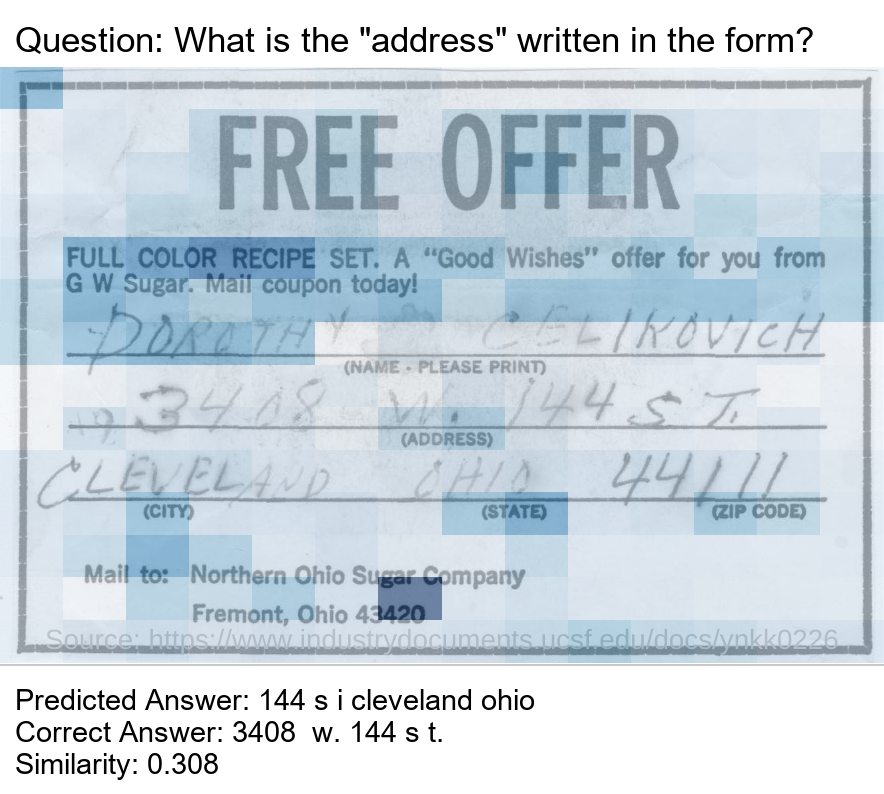 Question: What is the "address" written in the form?
FREE OFFER
FULL COLOR RECIPE SET. A “Good Wishes” offer for you from
G W Sugar. Mail coupon today!
DOROTHY CELIKOVICH
(NAME - PLEASE PRINT)
3408 W. 144 ST.
(ADDRESS)
CLEVELAND OHIO 44111
(CITY) (STATE) (ZIP CODE)
Mail to: Northern Ohio Sugar Company
Fremont, Ohio 43420
Source: https://www.industrydocuments.ucsf.edu/docs/ynkk0226
Predicted Answer: 144 s i cleveland ohio
Correct Answer: 3408  w. 144 s t.
Similarity: 0.308